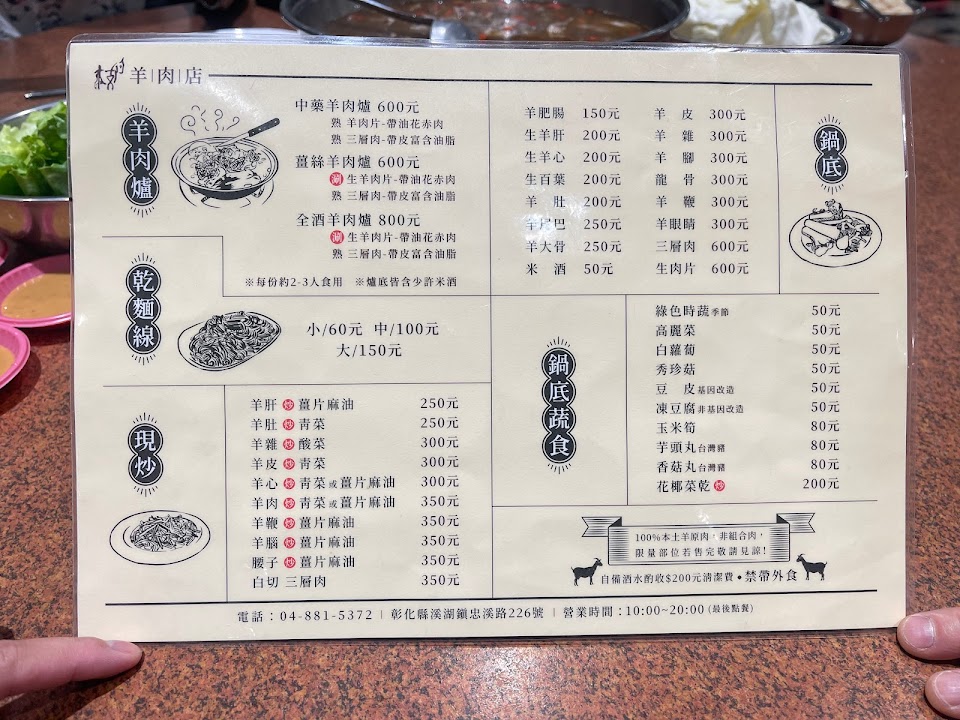 羊|肉|店
羊肉爐
中藥羊肉爐 600元
熟 羊肉片-帶油花赤肉
熟 三層肉-帶皮富含油脂
薑絲羊肉爐 600元
涮 生羊肉片-帶油花赤肉
熟 三層肉-帶皮富含油脂
全酒羊肉爐 800元
涮 生羊肉片-帶油花赤肉
熟 三層肉-帶皮富含油脂
※每份約2-3人食用 ※爐底皆含少許米酒
乾麵線
小/60元 中/100元
大/150元
現炒
羊肝 炒 薑片麻油 250元
羊肚 炒 青菜 250元
羊雜 炒 酸菜 300元
羊皮 炒 青菜 300元
羊心 炒 青菜或薑片麻油 300元
羊肉 炒 青菜或薑片麻油 350元
羊鞭 炒 薑片麻油 350元
羊腦 炒 薑片麻油 350元
腰子 炒 薑片麻油 350元
白切 三層肉 350元
鍋底
羊肥腸 150元
生羊肝 200元
生羊心 200元
生百葉 200元
羊 肚 200元
羊尾巴 250元
羊大骨 250元
米 酒 50元
羊 皮 300元
羊 雜 300元
羊 腳 300元
龍 骨 300元
羊 鞭 300元
羊眼睛 300元
三層肉 600元
生肉片 600元
鍋底蔬食
綠色時蔬季節 50元
高麗菜 50元
白蘿蔔 50元
秀珍菇 50元
豆 皮基因改造 50元
凍豆腐非基因改造 50元
玉米筍 80元
芋頭丸台灣豬 80元
香菇丸台灣豬 80元
花椰菜乾 炒 200元
100%本土羊原肉，非組合肉，
限量部位若售完敬請見諒！
自備酒水酌收$200元清潔費•禁帶外食
電話：04-881-5372 | 彰化縣溪湖鎮忠溪路226號 | 營業時間：10:00~20:00 (最後點餐)